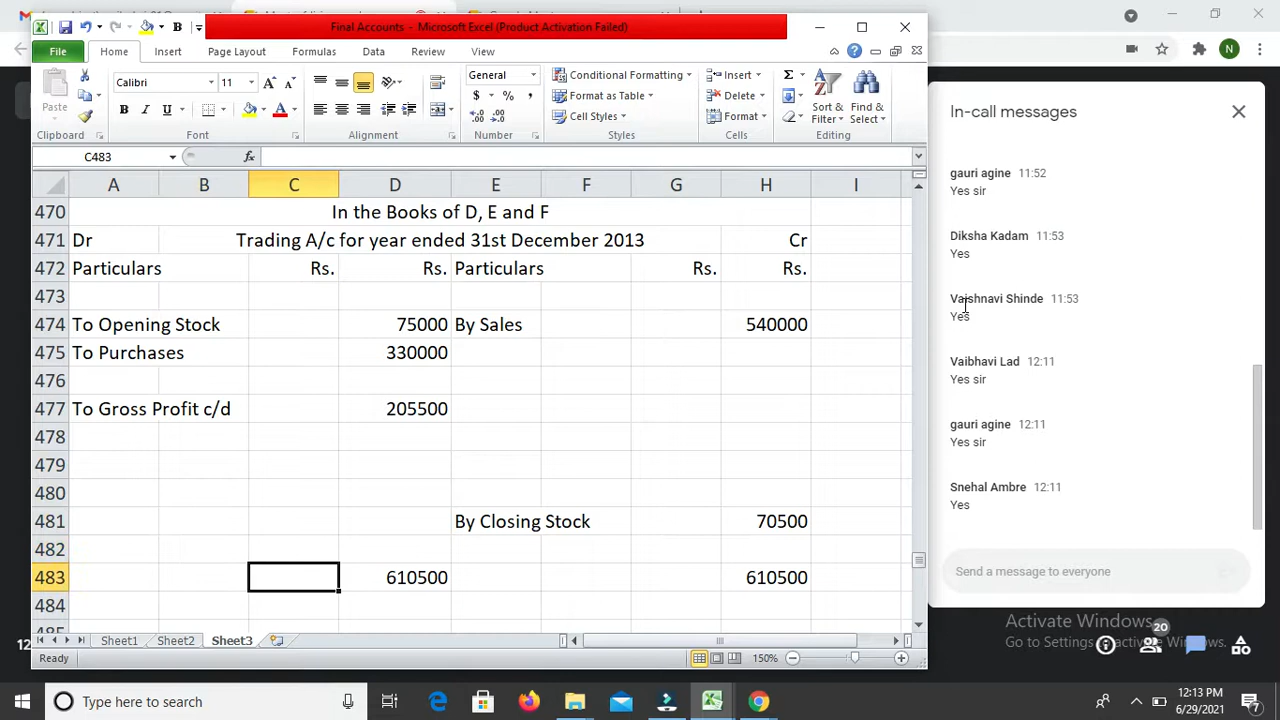 Final Accounts - Microsoft Excel (Product Activation Failed)
File Home Insert Page Layout Formulas Data Review View
Paste
Calibri 11
B I U
General
$ % ,
Conditional Formatting
Format as Table
Cell Styles
Insert
Delete
Format
Σ
Sort & Filter
Find & Select
Clipboard Font Alignment Number Styles Cells Editing
C483 fx
A B C D E F G H I
470 In the Books of D, E and F
471 Dr Trading A/c for year ended 31st December 2013 Cr
472 Particulars Rs. Rs. Particulars Rs. Rs.
473
474 To Opening Stock 75000 By Sales 540000
475 To Purchases 330000
476
477 To Gross Profit c/d 205500
478
479
480
481 By Closing Stock 70500
482
483 610500 610500
484
Sheet1 Sheet2 Sheet3
Ready 150%
N
In-call messages
gauri agine 11:52
Yes sir
Diksha Kadam 11:53
Yes
Vaishnavi Shinde 11:53
Yes
Vaibhavi Lad 12:11
Yes sir
gauri agine 12:11
Yes sir
Snehal Ambre 12:11
Yes
Send a message to everyone
Activate Windows
Go to Settings to activate Windows.
20
12
Type here to search
12:13 PM
6/29/2021
7